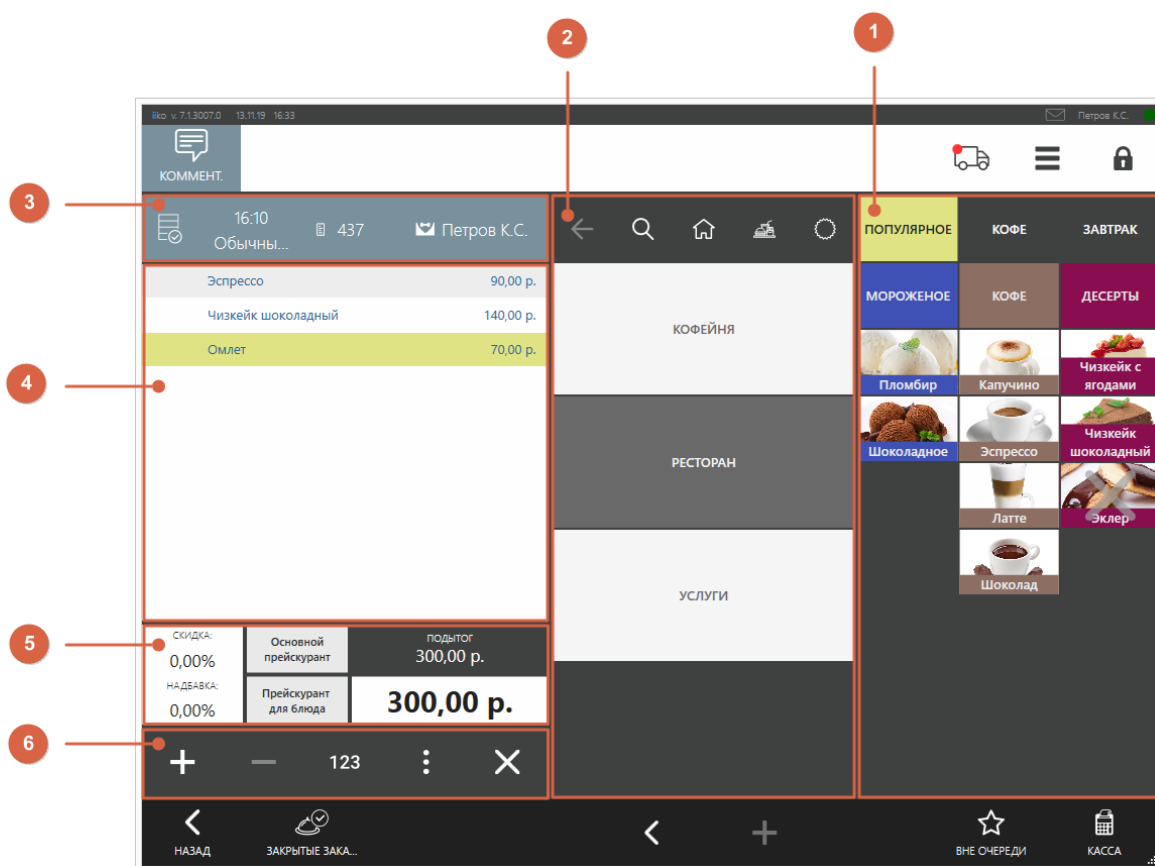 2
1
iiko v. 7.1.3007.0 13.11.19 16:33
Петров К.С.
КОММЕНТ.
3
16:10
Обычны...
437
Петров К.С.
ПОПУЛЯРНОЕ
КОФЕ
ЗАВТРАК
Эспрессо 90,00 р.
Чизкейк шоколадный 140,00 р.
Омлет 70,00 р.
4
КОФЕЙНЯ
РЕСТОРАН
УСЛУГИ
МОРОЖЕНОЕ
КОФЕ
ДЕСЕРТЫ
Пломбир
Капучино
Чизкейк с
ягодами
Шоколадное
Эспрессо
Чизкейк
шоколадный
Латте
Эклер
Шоколад
5
СКИДКА:
0,00%
Основной
прейскурант
ПОДЫТОГ
300,00 р.
НАДБАВКА:
0,00%
Прейскурант
для блюда
300,00 р.
6
123
НАЗАД
ЗАКРЫТЫЕ ЗАКА...
ВНЕ ОЧЕРЕДИ
КАССА